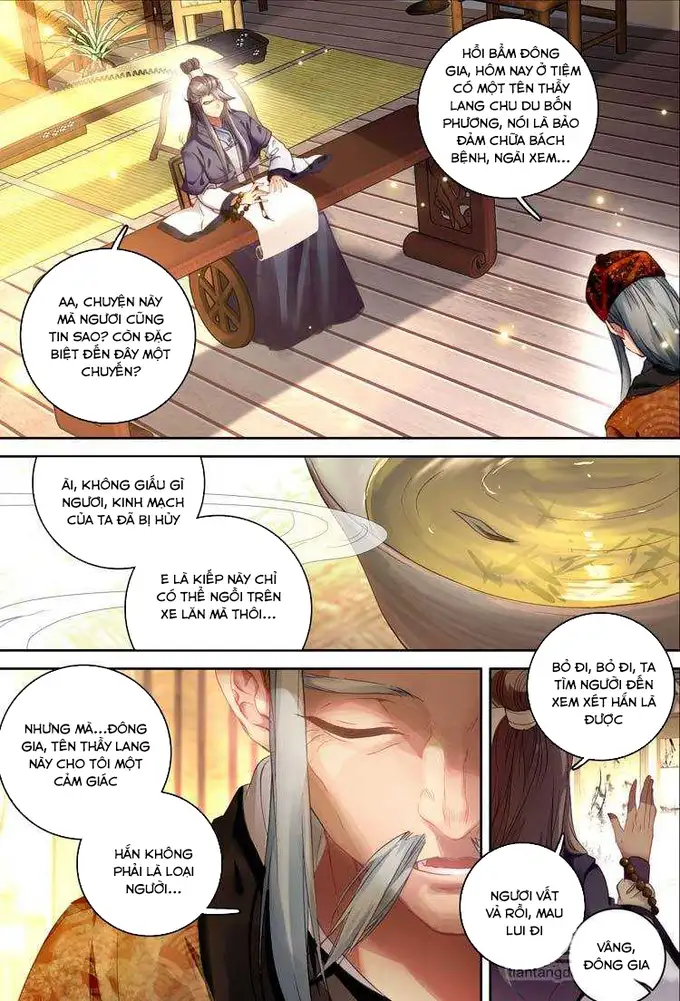 HỒI BẨM ĐÔNG
GIA, HÔM NAY Ở TIỆM
CÓ MỘT TÊN THẦY
LANG CHU DU BỐN
PHƯƠNG, NÓI LÀ BẢO
ĐẢM CHỮA BÁCH
BỆNH, NGÀI XEM...
AA, CHUYỆN NÀY
MÀ NGƯƠI CŨNG
TIN SAO? CÒN ĐẶC
BIỆT ĐẾN ĐÂY MỘT
CHUYẾN?
ÀI, KHÔNG GIẤU GÌ
NGƯƠI, KINH MẠCH
CỦA TA ĐÃ BỊ HỦY
E LÀ KIẾP NÀY CHỈ
CÓ THỂ NGỒI TRÊN
XE LĂN MÀ THÔI...
NHƯNG MÀ...ĐÔNG
GIA, TÊN THẦY LANG
NÀY CHO TÔI MỘT
CẢM GIÁC
HẮN KHÔNG
PHẢI LÀ LOẠI
NGƯỜI...
BỎ ĐI, BỎ ĐI, TA
TÌM NGƯỜI ĐẾN
XEM XÉT HẮN LÀ
ĐƯỢC
NGƯƠI VẤT
VẢ RỒI, MAU
LUI ĐI
VÂNG,
ĐÔNG GIA